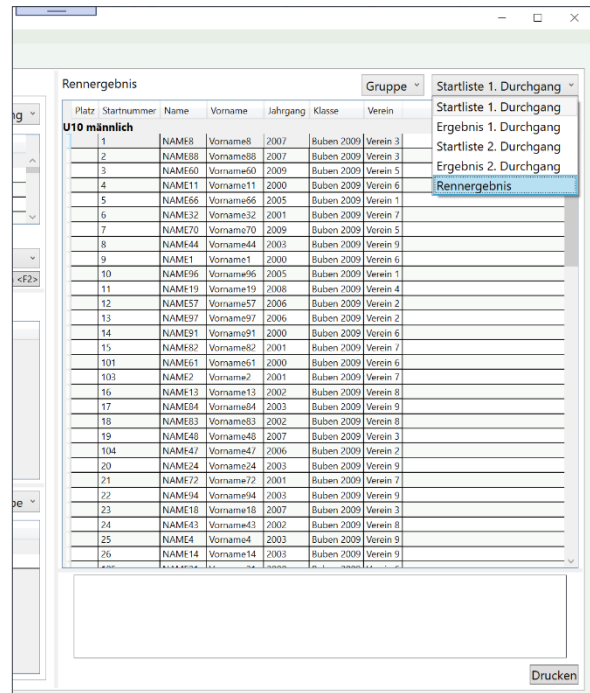 Rennergebnis Gruppe Startliste 1. Durchgang
Startliste 1. Durchgang
Ergebnis 1. Durchgang
Startliste 2. Durchgang
Ergebnis 2. Durchgang
Rennergebnis
ng
<F2>
be
Platz Startnummer Name Vorname Jahrgang Klasse Verein
U10 männlich
1 NAME8 Vorname8 2007 Buben 2009 Verein 3
2 NAME88 Vorname88 2007 Buben 2009 Verein 3
3 NAME60 Vorname60 2009 Buben 2009 Verein 5
4 NAME11 Vorname11 2000 Buben 2009 Verein 6
5 NAME66 Vorname66 2005 Buben 2009 Verein 1
6 NAME32 Vorname32 2001 Buben 2009 Verein 7
7 NAME70 Vorname70 2009 Buben 2009 Verein 5
8 NAME44 Vorname44 2003 Buben 2009 Verein 9
9 NAME1 Vorname1 2000 Buben 2009 Verein 6
10 NAME96 Vorname96 2005 Buben 2009 Verein 1
11 NAME19 Vorname19 2008 Buben 2009 Verein 4
12 NAME57 Vorname57 2006 Buben 2009 Verein 2
13 NAME97 Vorname97 2006 Buben 2009 Verein 2
14 NAME91 Vorname91 2000 Buben 2009 Verein 6
15 NAME82 Vorname82 2001 Buben 2009 Verein 7
101 NAME61 Vorname61 2000 Buben 2009 Verein 6
103 NAME2 Vorname2 2001 Buben 2009 Verein 7
16 NAME13 Vorname13 2002 Buben 2009 Verein 8
17 NAME84 Vorname84 2003 Buben 2009 Verein 9
18 NAME83 Vorname83 2002 Buben 2009 Verein 8
19 NAME48 Vorname48 2007 Buben 2009 Verein 3
104 NAME47 Vorname47 2006 Buben 2009 Verein 2
20 NAME24 Vorname24 2003 Buben 2009 Verein 9
21 NAME72 Vorname72 2001 Buben 2009 Verein 7
22 NAME94 Vorname94 2003 Buben 2009 Verein 9
23 NAME18 Vorname18 2007 Buben 2009 Verein 3
24 NAME43 Vorname43 2002 Buben 2009 Verein 8
25 NAME4 Vorname4 2003 Buben 2009 Verein 9
26 NAME14 Vorname14 2003 Buben 2009 Verein 9
Drucken